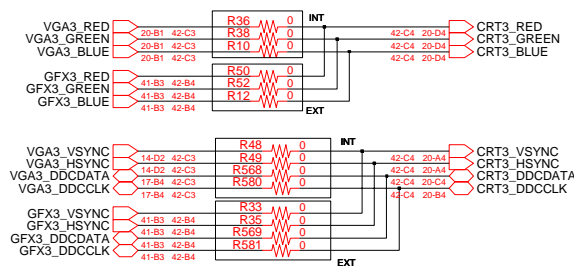 R36 0 INT
VGA3_RED 20-B1 42-C3 R38 0 42-C4 20-D4 CRT3_RED
VGA3_GREEN 20-B1 42-C3 R10 0 42-C4 20-D4 CRT3_GREEN
VGA3_BLUE 20-B1 42-C3 42-C4 20-D4 CRT3_BLUE
R50 0
GFX3_RED 41-B3 42-B4 R52 0
GFX3_GREEN 41-B3 42-B4 R12 0
GFX3_BLUE 41-B3 42-B4
EXT
R48 0 INT
VGA3_VSYNC 14-D2 42-C3 R49 0 42-C4 20-A4 CRT3_VSYNC
VGA3_HSYNC 14-D2 42-C3 R568 0 42-C4 20-A4 CRT3_HSYNC
VGA3_DDCDATA 17-B4 42-C3 R580 0 42-C4 20-C4 CRT3_DDCDATA
VGA3_DDCCLK 17-B4 42-C3 42-C4 20-B4 CRT3_DDCCLK
R33 0
GFX3_VSYNC 41-B3 42-B4 R35 0
GFX3_HSYNC 41-B3 42-B4 R569 0
GFX3_DDCDATA 41-B3 42-B4 R581 0
GFX3_DDCCLK 41-B3 42-B4
EXT